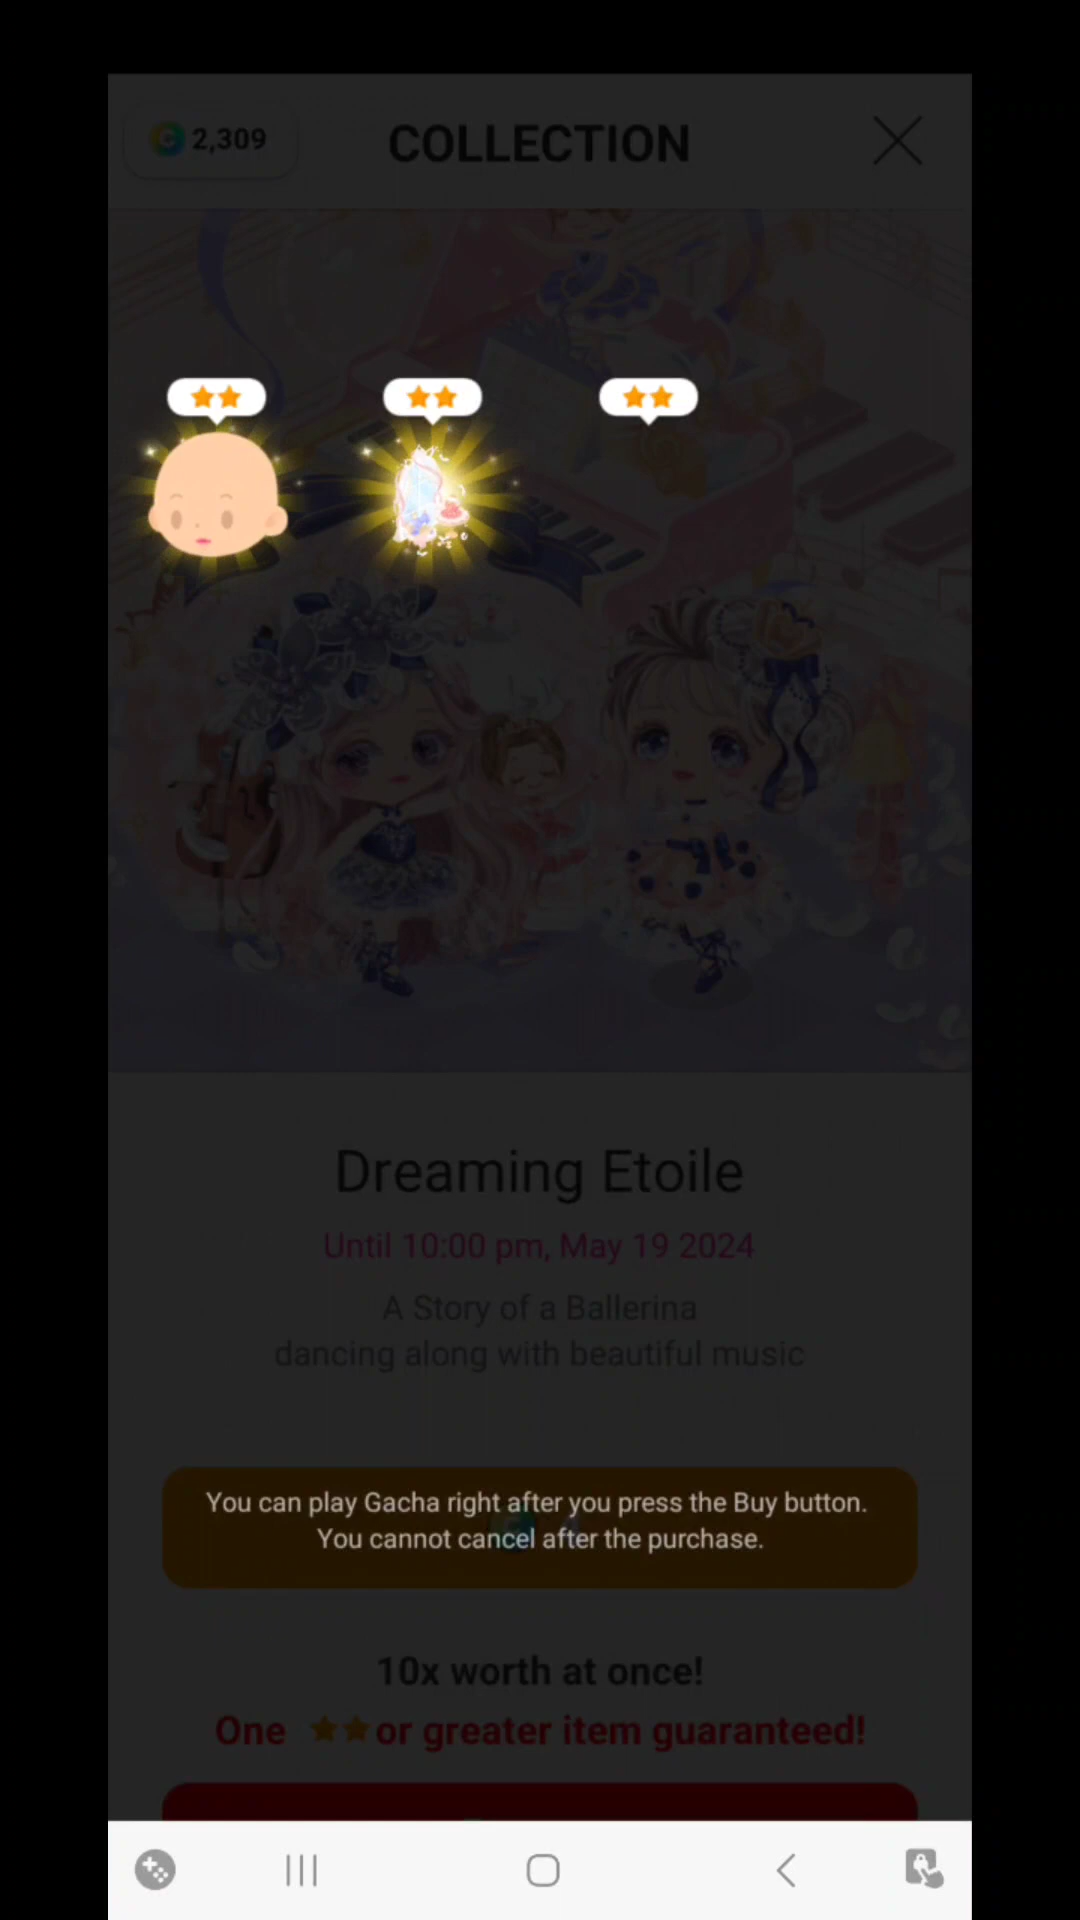 2,309
COLLECTION
Dreaming Etoile
Until 10:00 pm, May 19 2024
A Story of a Ballerina
dancing along with beautiful music
You can play Gacha right after you press the Buy button.
You cannot cancel after the purchase.
10x worth at once!
One ★★ or greater item guaranteed!